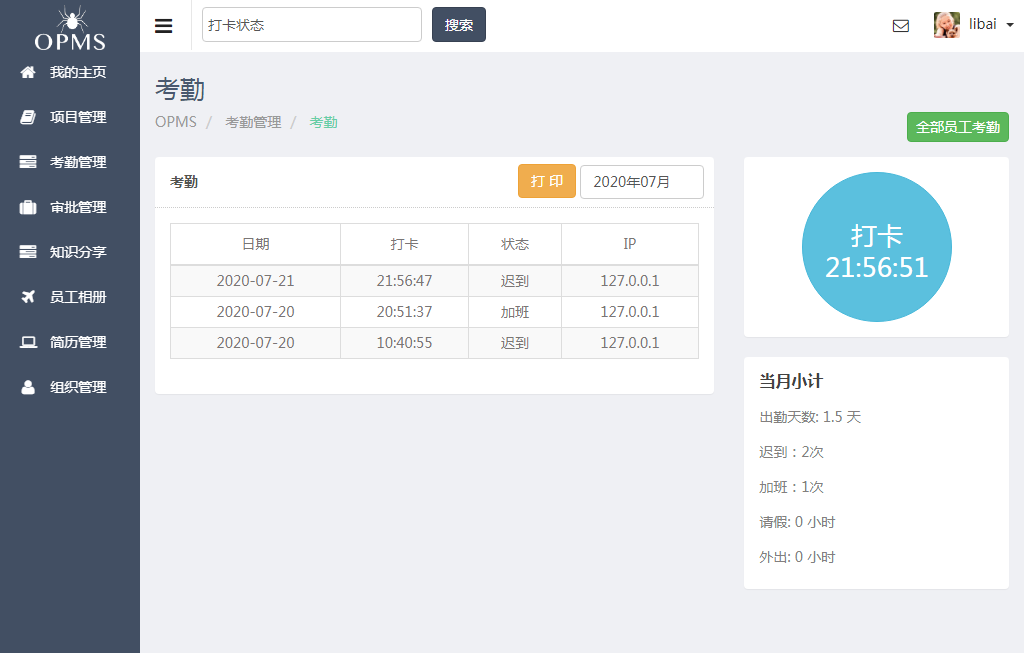 OPMS
打卡状态
搜索
libai
我的主页
项目管理
考勤管理
审批管理
知识分享
员工相册
简历管理
组织管理
考勤
OPMS / 考勤管理 / 考勤
全部员工考勤
考勤
打 印
2020年07月
日期 打卡 状态 IP
2020-07-21 21:56:47 迟到 127.0.0.1
2020-07-20 20:51:37 加班 127.0.0.1
2020-07-20 10:40:55 迟到 127.0.0.1
打卡
21:56:51
当月小计
出勤天数: 1.5 天
迟到：2次
加班：1次
请假: 0 小时
外出: 0 小时